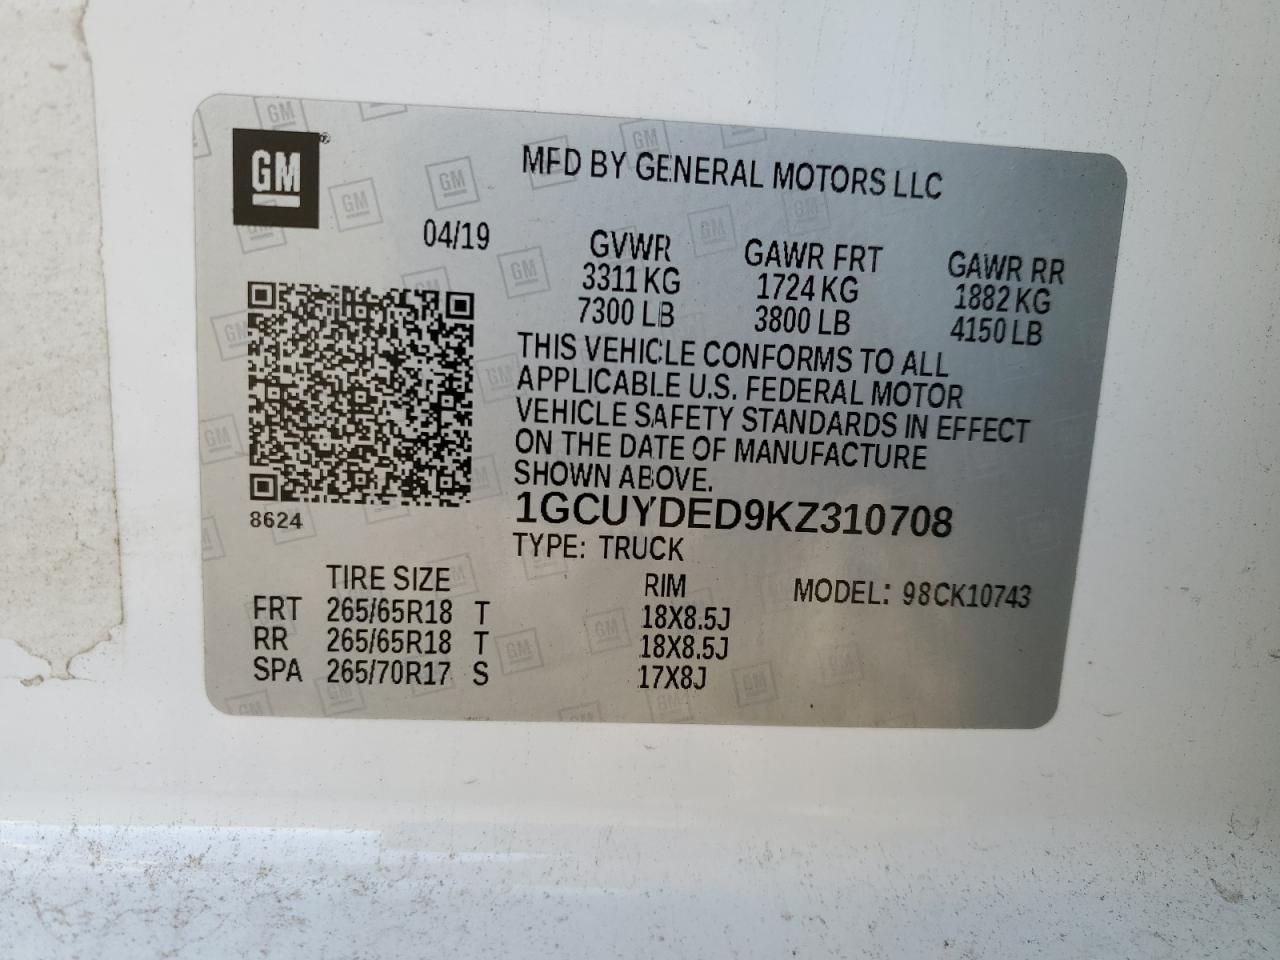 GM
MFD BY GENERAL MOTORS LLC
04/19
GVWR GAWR FRT GAWR RR
3311 KG 1724 KG 1882 KG
7300 LB 3800 LB 4150 LB
THIS VEHICLE CONFORMS TO ALL
APPLICABLE U.S. FEDERAL MOTOR
VEHICLE SAFETY STANDARDS IN EFFECT
ON THE DATE OF MANUFACTURE
SHOWN ABOVE.
1GCUYDED9KZ310708
8624
TYPE: TRUCK
TIRE SIZE RIM MODEL: 98CK10743
FRT 265/65R18 T 18X8.5J
RR 265/65R18 T 18X8.5J
SPA 265/70R17 S 17X8J